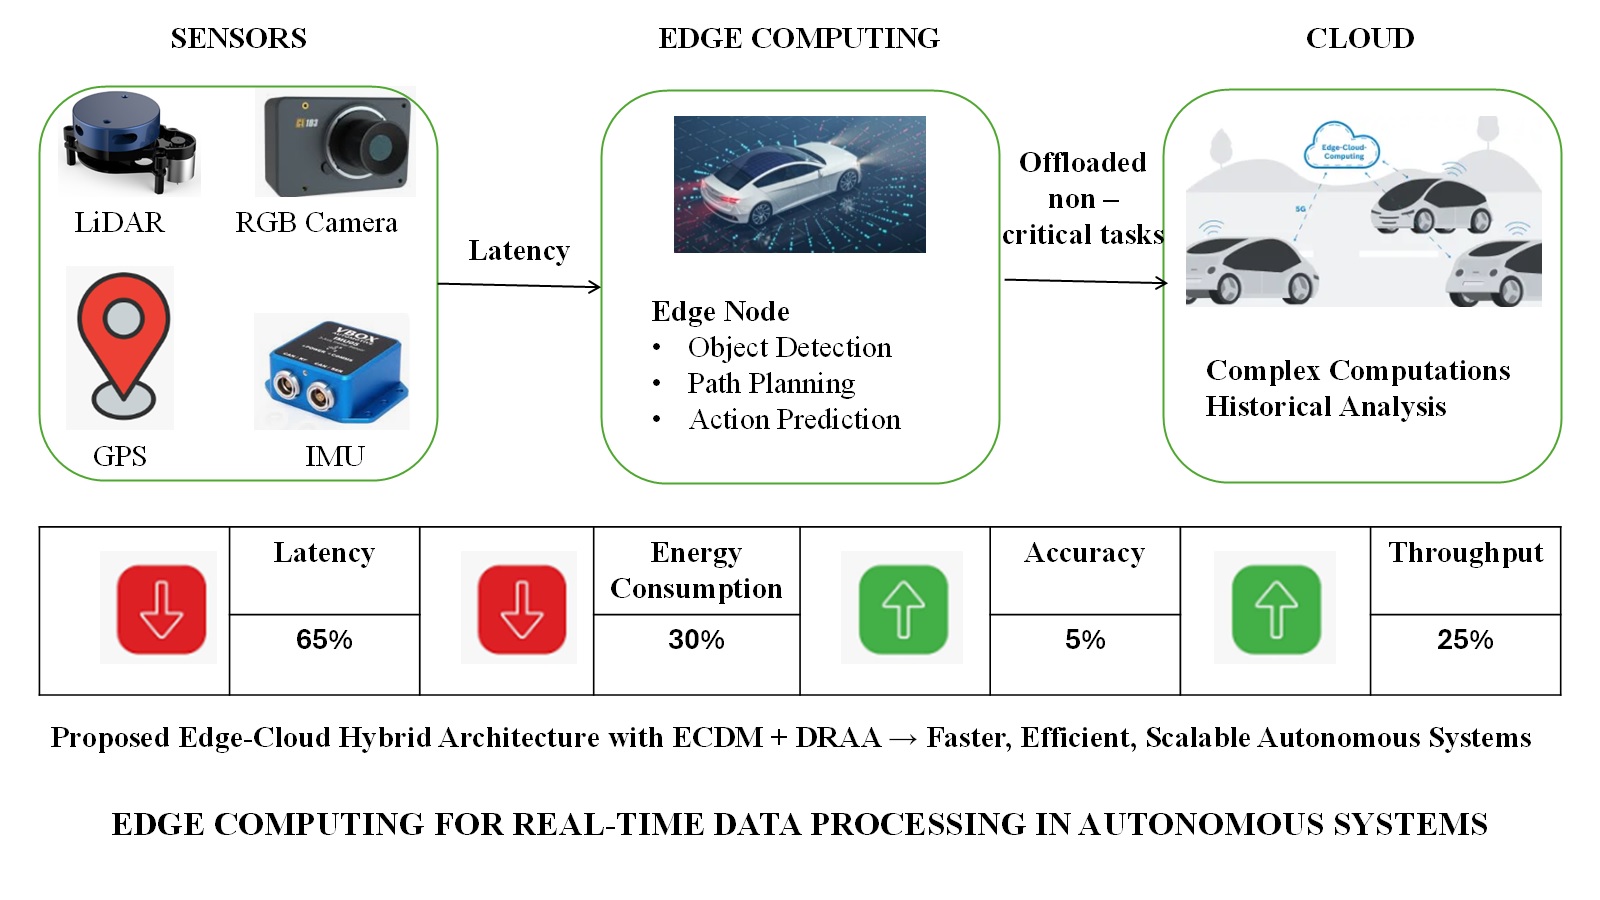 SENSORS
EDGE COMPUTING
CLOUD
LiDAR
RGB Camera
GPS
VBOX
IMU
Latency
Edge Node
• Object Detection
• Path Planning
• Action Prediction
Offloaded
non –
critical tasks
Edge-Cloud-
Computing
5G
Complex Computations
Historical Analysis
Latency
65%
Energy
Consumption
30%
Accuracy
5%
Throughput
25%
Proposed Edge-Cloud Hybrid Architecture with ECDM + DRAA → Faster, Efficient, Scalable Autonomous Systems
EDGE COMPUTING FOR REAL-TIME DATA PROCESSING IN AUTONOMOUS SYSTEMS